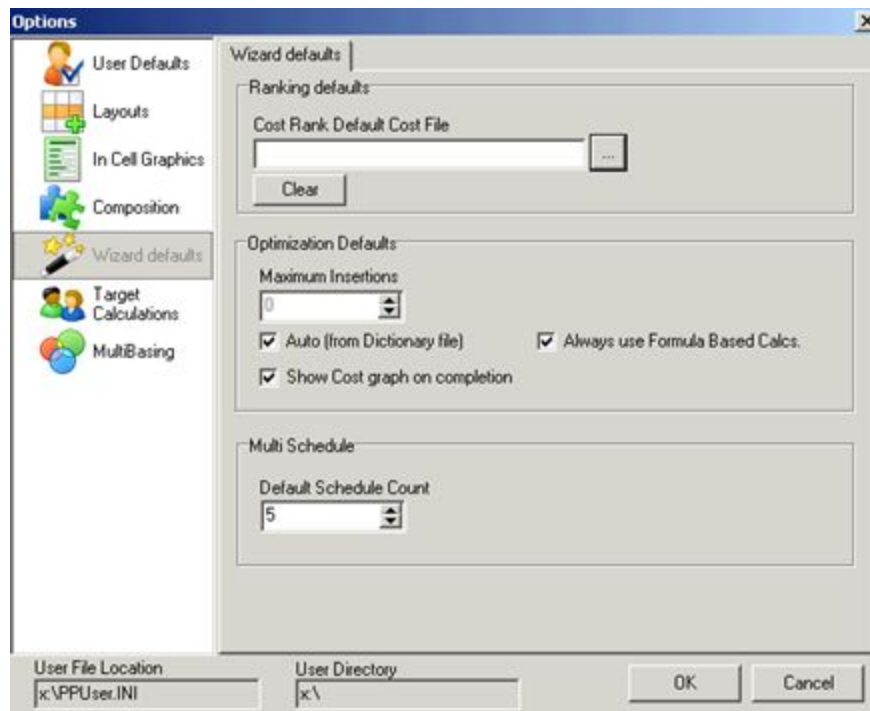 Options
User Defaults
Layouts
In Cell Graphics
Composition
Wizard defaults
Target
Calculations
MultiBasing
Wizard defaults
Ranking defaults
Cost Rank Default Cost File
...
Clear
Optimization Defaults
Maximum Insertions
0
Auto (from Dictionary file)
Always use Formula Based Calcs.
Show Cost graph on completion
Multi Schedule
Default Schedule Count
5
User File Location
x:\PPUser.INI
User Directory
x:\
OK
Cancel